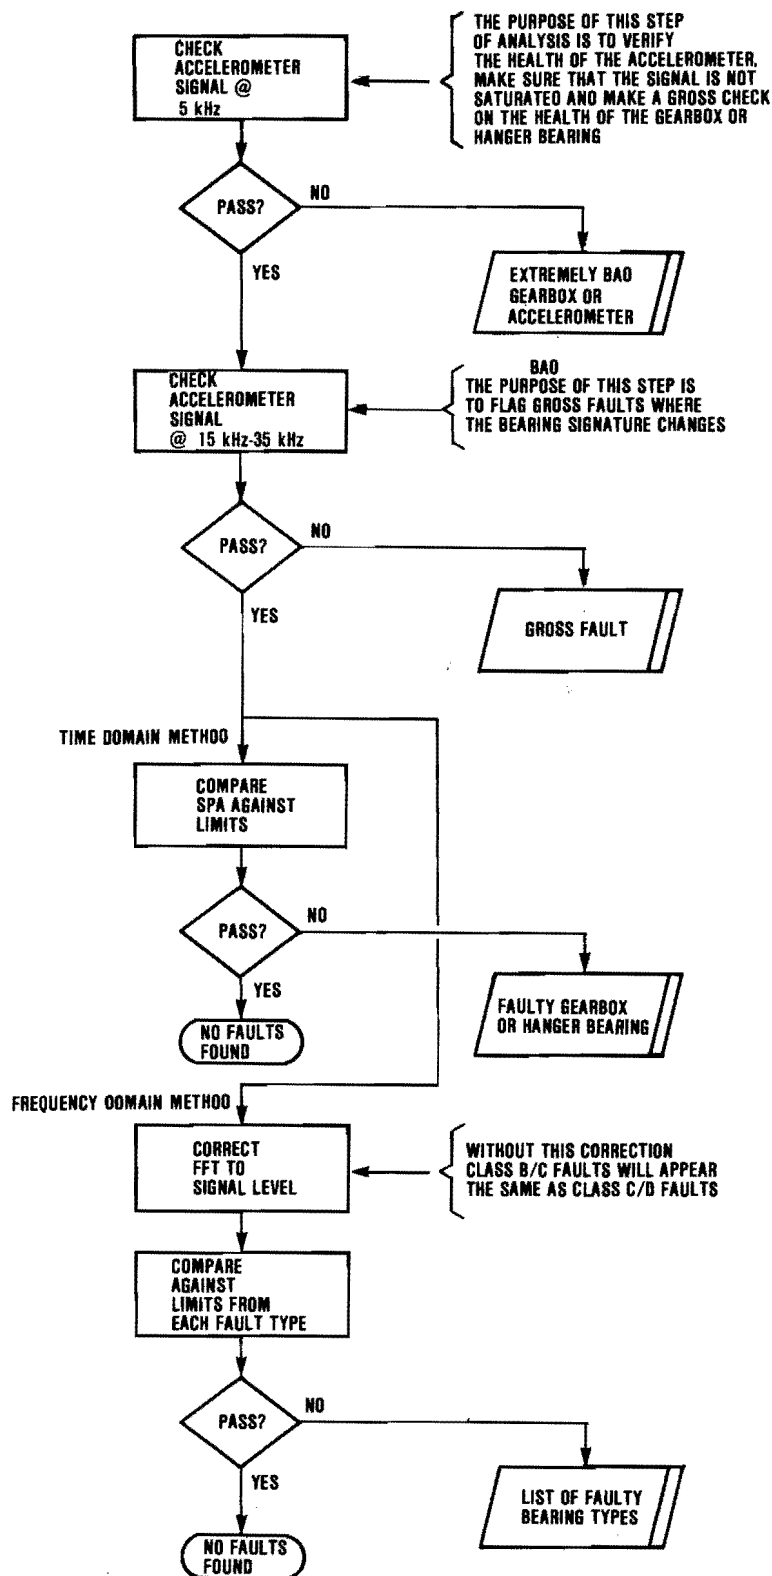 CHECK
ACCELEROMETER
SIGNAL @
5 kHz
THE PURPOSE OF THIS STEP
OF ANALYSIS IS TO VERIFY
THE HEALTH OF THE ACCELEROMETER,
MAKE SURE THAT THE SIGNAL IS NOT
SATURATED AND MAKE A GROSS CHECK
ON THE HEALTH OF THE GEARBOX OR
HANGER BEARING
PASS?
NO
YES
EXTREMELY BAO
GEARBOX OR
ACCELEROMETER
CHECK
ACCELEROMETER
SIGNAL
@ 15 kHz-35 kHz
BAO
THE PURPOSE OF THIS STEP IS
TO FLAG GROSS FAULTS WHERE
THE BEARING SIGNATURE CHANGES
PASS?
NO
YES
GROSS FAULT
TIME DOMAIN METHOO
COMPARE
SPA AGAINST
LIMITS
PASS?
NO
YES
FAULTY GEARBOX
OR HANGER BEARING
NO FAULTS
FOUND
FREQUENCY OOMAIN METHOO
CORRECT
FFT TO
SIGNAL LEVEL
WITHOUT THIS CORRECTION
CLASS B/C FAULTS WILL APPEAR
THE SAME AS CLASS C/D FAULTS
COMPARE
AGAINST
LIMITS FROM
EACH FAULT TYPE
PASS?
NO
YES
LIST OF FAULTY
BEARING TYPES
NO FAULTS
FOUND